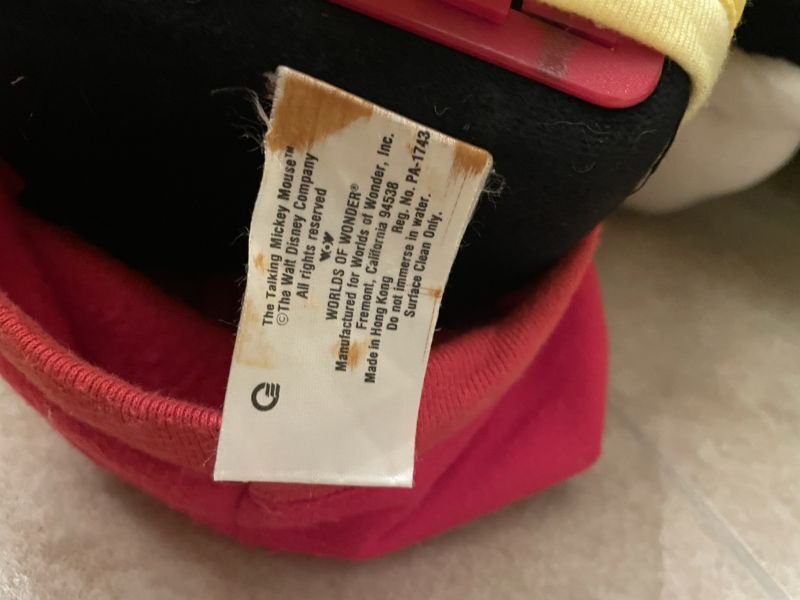 The Talking Mickey Mouse™
©The Walt Disney Company
All rights reserved
WOW
WORLDS OF WONDER®
Manufactured for Worlds of Wonder, Inc.
Fremont, California 94538
Made in Hong Kong Reg. No. PA-1743
Do not immerse in water.
Surface Clean Only.